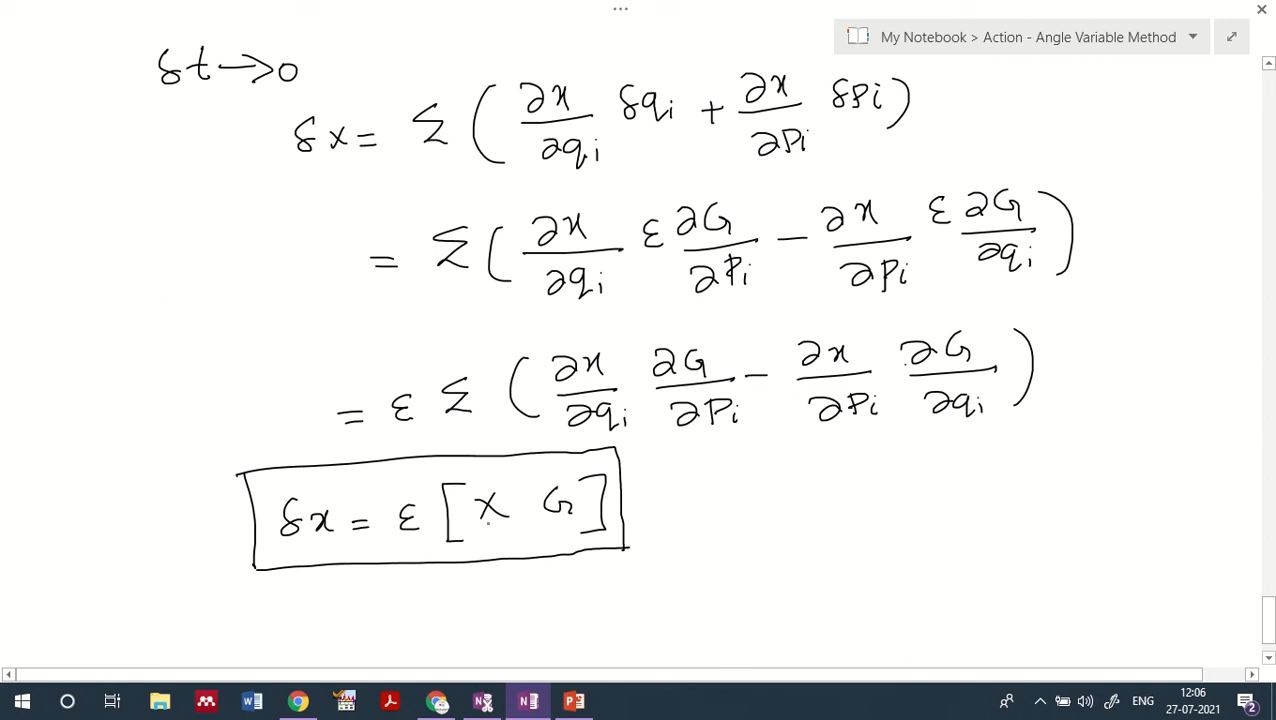 My Notebook > Action - Angle Variable Method
δt→0
δx = Σ ( ∂x/∂qi δqi + ∂x/∂Pi δPi )
= Σ ( ∂x/∂qi ε ∂G/∂Pi − ∂x/∂Pi ε ∂G/∂qi )
= ε Σ ( ∂x/∂qi ∂G/∂Pi − ∂x/∂Pi ∂G/∂qi )
δx = ε [ X G ]
ENG
12:06
27-07-2021
2